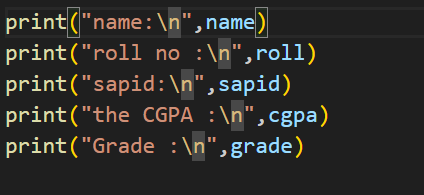 print("name:\n",name)
print("roll no :\n",roll)
print("sapid:\n",sapid)
print("the CGPA :\n",cgpa)
print("Grade :\n",grade)